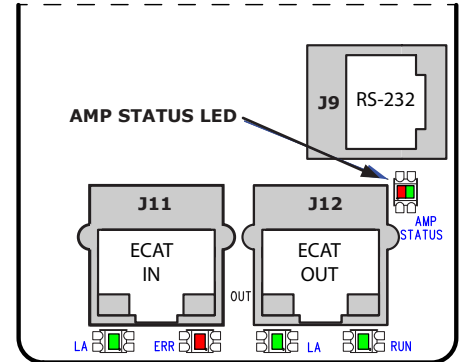 J9 RS-232
AMP STATUS LED
AMP
STATUS
J11
J12
ECAT
IN
ECAT
OUT
OUT
LA
ERR
LA
RUN